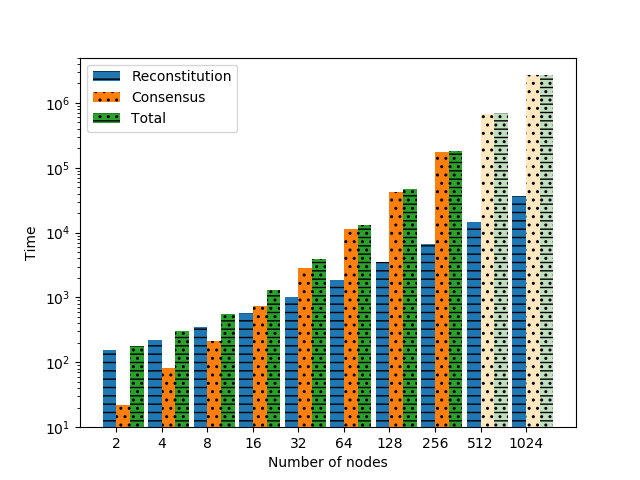 Reconstitution
Consensus
Total
10^6
10^5
10^4
10^3
10^2
10^1
Time
2 4 8 16 32 64 128 256 512 1024
Number of nodes